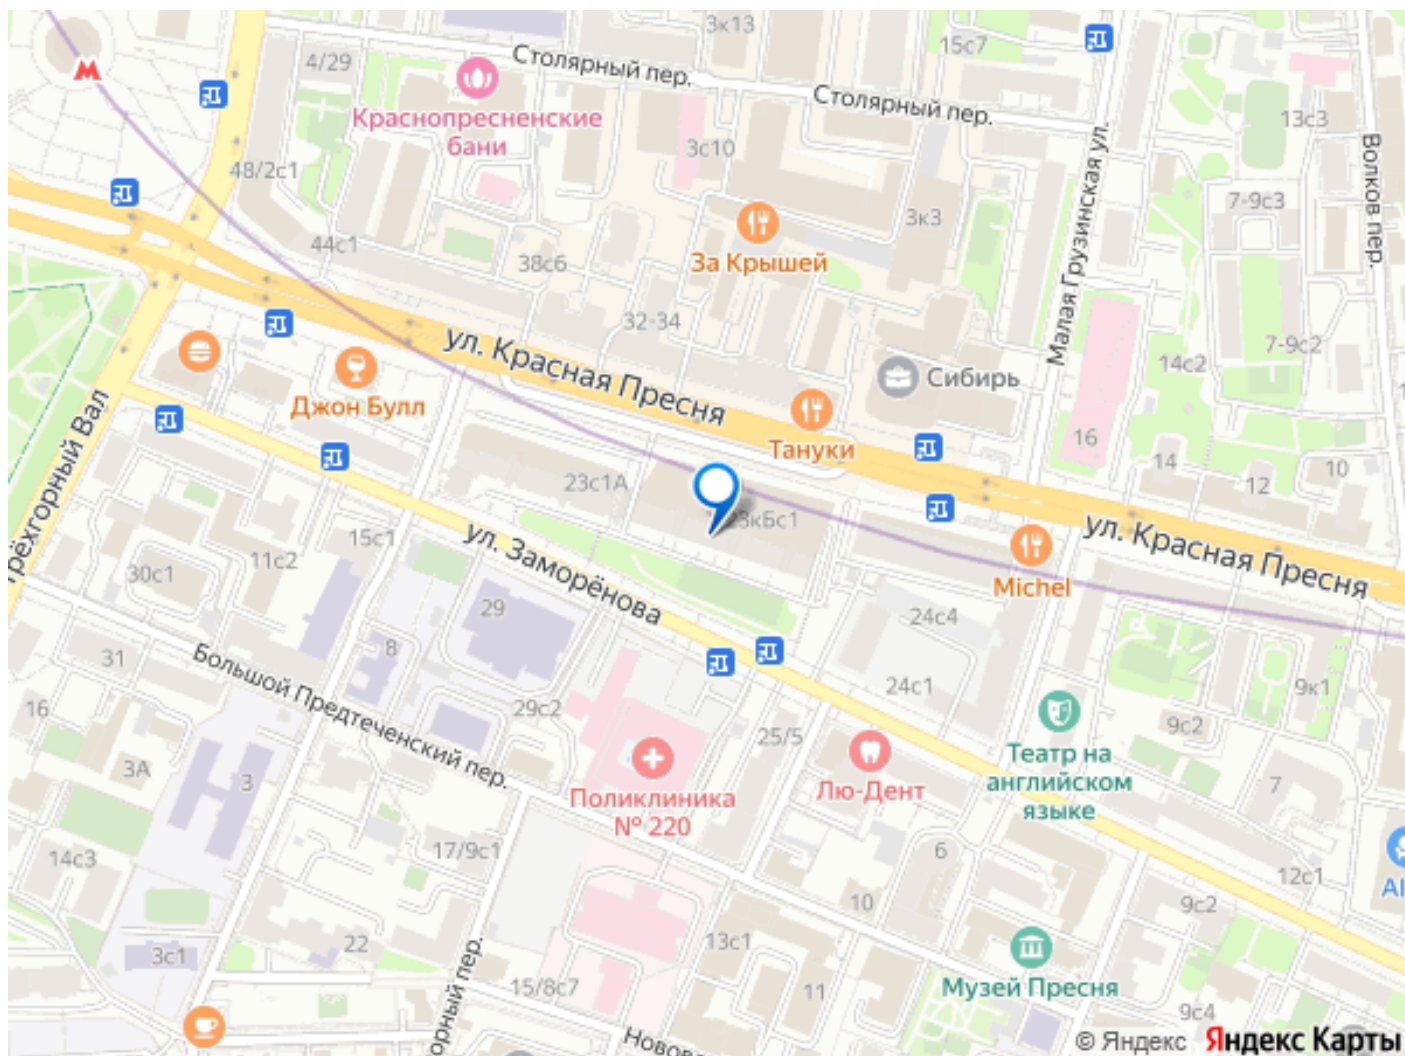 3к13
15с7
4/29
Столярный пер.
Столярный пер.
Краснопресненские
бани
13с3
3с10
Малая Грузинская ул.
Волков пер.
48/2с1
7-9с3
3к3
44с1
38с6
За Крышей
32-34
ул. Красная Пресня
7-9с2
14с2
Сибирь
Джон Булл
Трёхгорный Вал
Тануки
16
14
10
12
23с1А
23кБс1
ул. Красная Пресня
15с1
ул. Заморёнова
11с2
30с1
Michel
29
24с4
8
31
Большой Предтеченский пер.
24с1
9к1
16
29с2
9с2
25/5
Театр на
английском
языке
3А
3
Лю-Дент
7
Поликлиника
№ 220
14с3
17/9с1
6
12с1
10
9с2
22
13с1
3с1
15/8с7
11
Музей Пресня
9с4
орный пер.
© Яндекс
Яндекс Карты